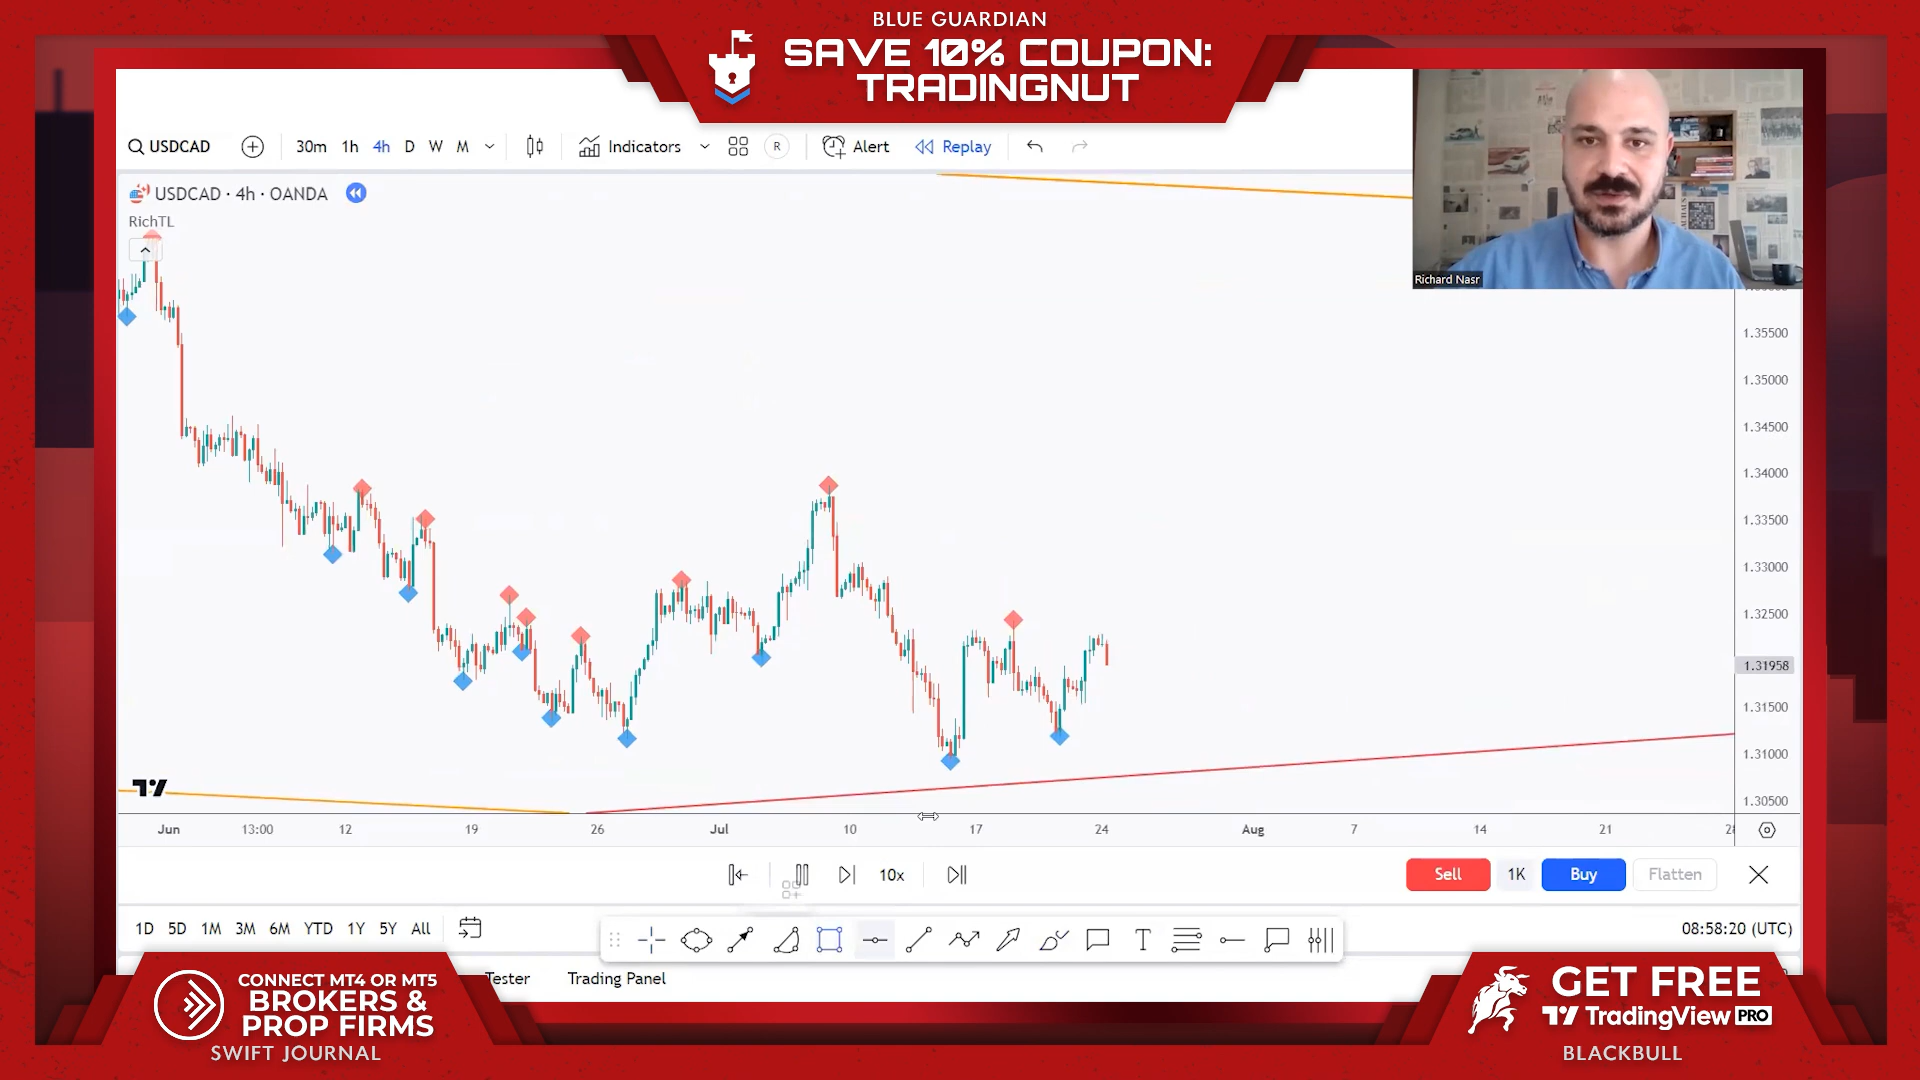 BLUE GUARDIAN
SAVE 10% COUPON:
TRADINGNUT
USDCAD
30m 1h 4h D W M
Indicators
R
Alert
Replay
USDCAD · 4h · OANDA
RichTL
Richard Nasr
1.35500
1.35000
1.34500
1.34000
1.33500
1.33000
1.32500
1.31958
1.31500
1.31000
1.30500
Jun 13:00 12 19 26 Jul 10 17 24 Aug 7 14 21
10x
Sell 1K Buy Flatten
1D 5D 1M 3M 6M YTD 1Y 5Y All
T
08:58:20 (UTC)
Tester Trading Panel
CONNECT MT4 OR MT5
BROKERS &
PROP FIRMS
SWIFT JOURNAL
GET FREE
TradingView PRO
BLACKBULL